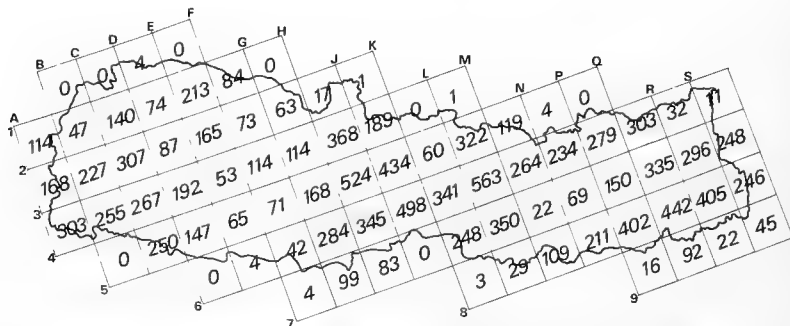 F
E
D
C
B
0 0 4 0
H
G
A
1
114 47 140 74 213 84 0
K
J
2
168 227 307 87 165 73 63 17 1
M
L
3
303 255 267 192 53 114 114 368 189 0 1
Q
P
N
4
0 250 147 65 71 168 524 434 60 322 119 4 0
S
R
5
0 4 42 284 345 498 341 563 264 234 279 303 32 11
6
4 99 83 0 248 350 22 69 150 335 296 248
7
3 29 109 211 402 442 405 246
8
16 92 22 45
9